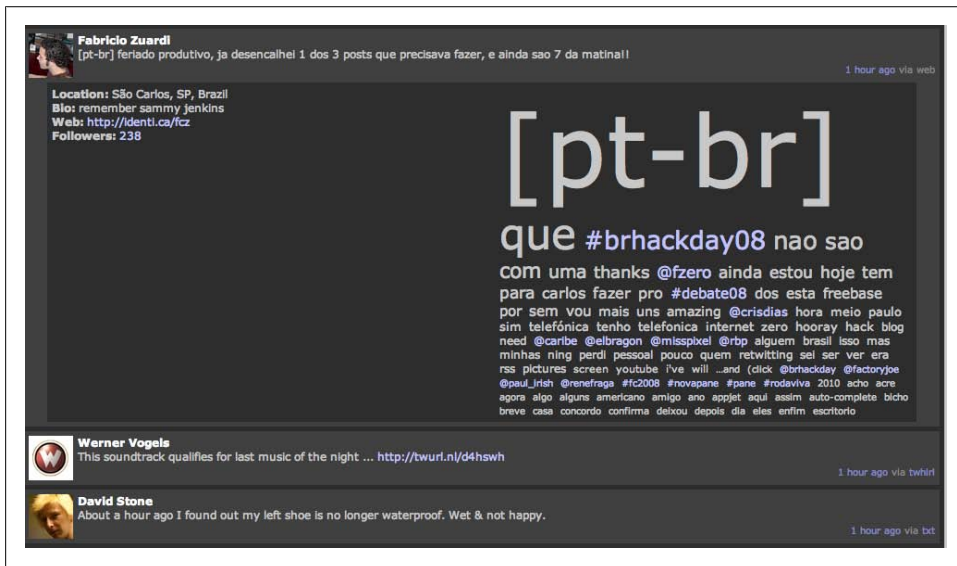 Fabricio Zuardi
[pt-br] feriado produtivo, ja desencalhei 1 dos 3 posts que precisava fazer, e ainda sao 7 da matina!!
1 hour ago via web
Location: São Carlos, SP, Brazil
Bio: remember sammy jenkins
Web: http://identi.ca/fcz
Followers: 238
[pt-br]
que #brhackday08 nao sao
com uma thanks @fzero ainda estou hoje tem
para carlos fazer pro #debate08 dos esta freebase
por sem vou mais uns amazing @crisdias hora meio paulo
sim telefónica tenho telefonica internet zero hooray hack blog
need @caribe @elbragon @misspixel @rbp alguem brasil isso mas
minhas ning perdi pessoal pouco quem retwitting sei ser ver era
rss pictures screen youtube i've will ...and (click @brhackday @factoryjoe
@paul_irish @renefraga #fc2008 #novapane #pane #rodaviva 2010 acho acre
agora algo alguns americano amigo ano appjet aqui assim auto-complete bicho
breve casa concordo confirma deixou depois dia eles enfim escritorio
Werner Vogels
This soundtrack qualifies for last music of the night ... http://twurl.nl/d4hswh
1 hour ago via twhirl
David Stone
About a hour ago I found out my left shoe is no longer waterproof. Wet & not happy.
1 hour ago via txt